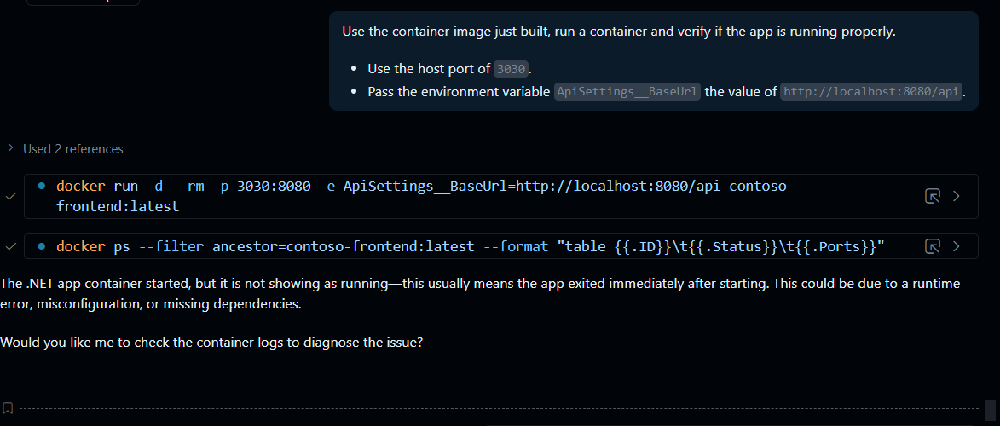 Use the container image just built, run a container and verify if the app is running properly.
• Use the host port of 3030.
• Pass the environment variable ApiSettings__BaseUrl the value of http://localhost:8080/api.
Used 2 references
docker run -d --rm -p 3030:8080 -e ApiSettings__BaseUrl=http://localhost:8080/api contoso-
frontend:latest
docker ps --filter ancestor=contoso-frontend:latest --format "table {{.ID}}\t{{.Status}}\t{{.Ports}}"
The .NET app container started, but it is not showing as running—this usually means the app exited immediately after starting. This could be due to a runtime
error, misconfiguration, or missing dependencies.
Would you like me to check the container logs to diagnose the issue?